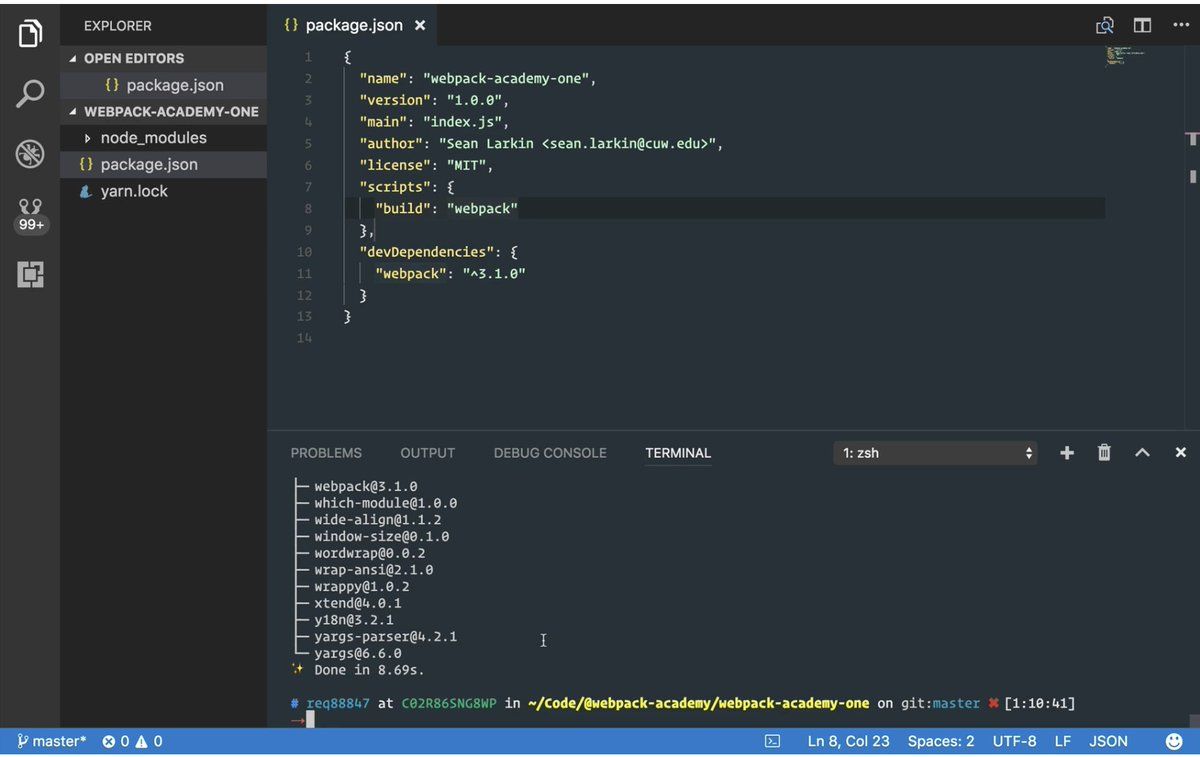 EXPLORER
OPEN EDITORS
{} package.json
WEBPACK-ACADEMY-ONE
node_modules
{} package.json
yarn.lock
99+
{} package.json ×
1 {
2 "name": "webpack-academy-one",
3 "version": "1.0.0",
4 "main": "index.js",
5 "author": "Sean Larkin <sean.larkin@cuw.edu>",
6 "license": "MIT",
7 "scripts": {
8 "build": "webpack"
9 },
10 "devDependencies": {
11 "webpack": "^3.1.0"
12 }
13 }
14
PROBLEMS OUTPUT DEBUG CONSOLE TERMINAL 1: zsh
├─ webpack@3.1.0
├─ which-module@1.0.0
├─ wide-align@1.1.2
├─ window-size@0.1.0
├─ wordwrap@0.0.2
├─ wrap-ansi@2.1.0
├─ wrappy@1.0.2
├─ xtend@4.0.1
├─ y18n@3.2.1
├─ yargs-parser@4.2.1
└─ yargs@6.6.0
✨ Done in 8.69s.
# req88847 at C02R86SNG8WP in ~/Code/@webpack-academy/webpack-academy-one on git:master ✖ [1:10:41]
→
master* 0 0 Ln 8, Col 23 Spaces: 2 UTF-8 LF JSON